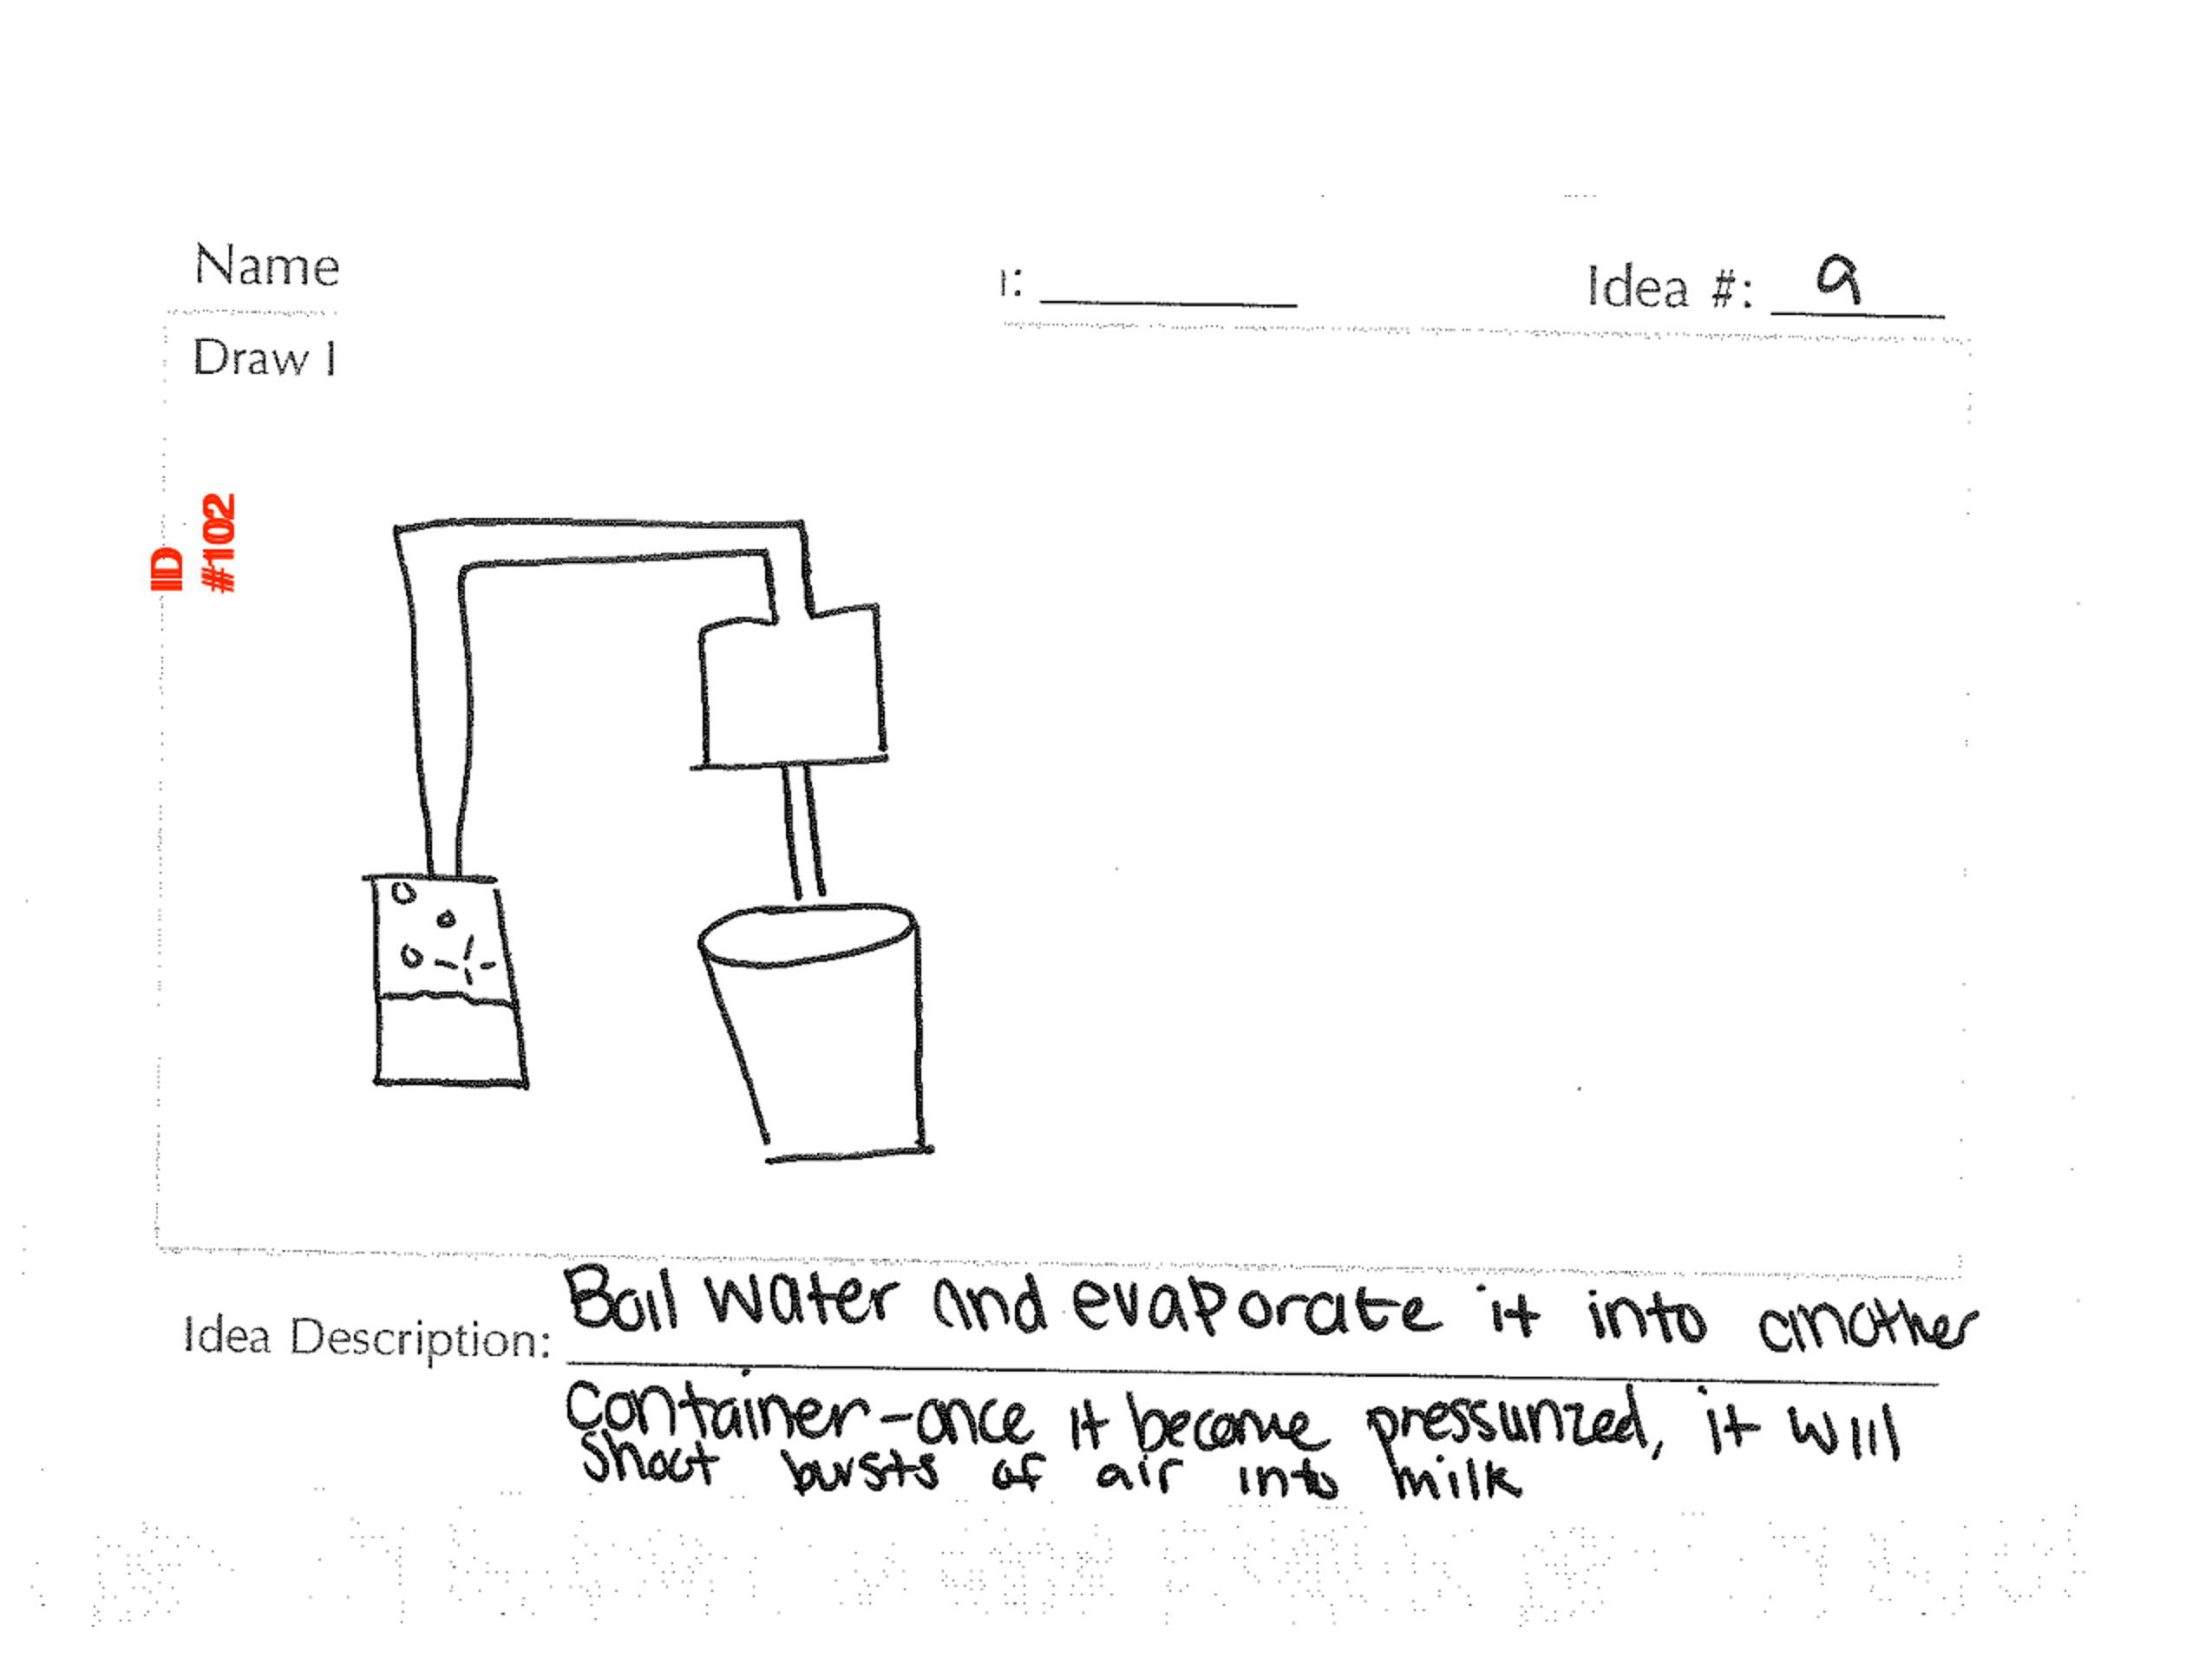 Name
ı: Idea #: 9
Draw
ID
#102
Idea Description: Boil water and evaporate it into another
container - once it become pressurized, it will
shoot bursts of air into milk